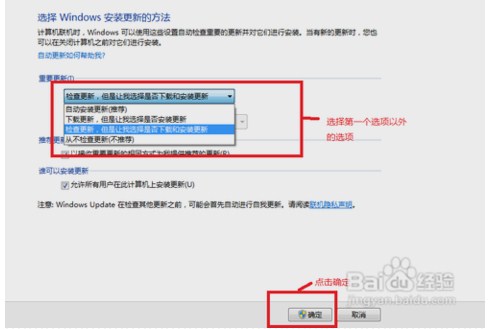 选择 Windows 安装更新的方法
计算机联机时，Windows 可以使用这些设置自动检查重要的更新并对它们进行安装。当有新的更新时，您也
可以在关闭计算机之前对它们进行安装。
自动更新如何帮助我?
重要更新(I)
检查更新，但是让我选择是否下载和安装更新
自动安装更新(推荐)
下载更新，但是让我选择是否安装更新
检查更新，但是让我选择是否下载和安装更新
从不检查更新(不推荐)
选择第一个选项以外
的选项
推荐更新
以接收重要更新的相同方式为我提供推荐的更新(R)
谁可以安装更新
允许所有用户在此计算机上安装更新(U)
注意: Windows Update 在检查其他更新之前，可能会首先自动进行自我更新。请阅读联机隐私声明。
点击确定
Baidu 经验
jingyan.baidu.com
确定
取消